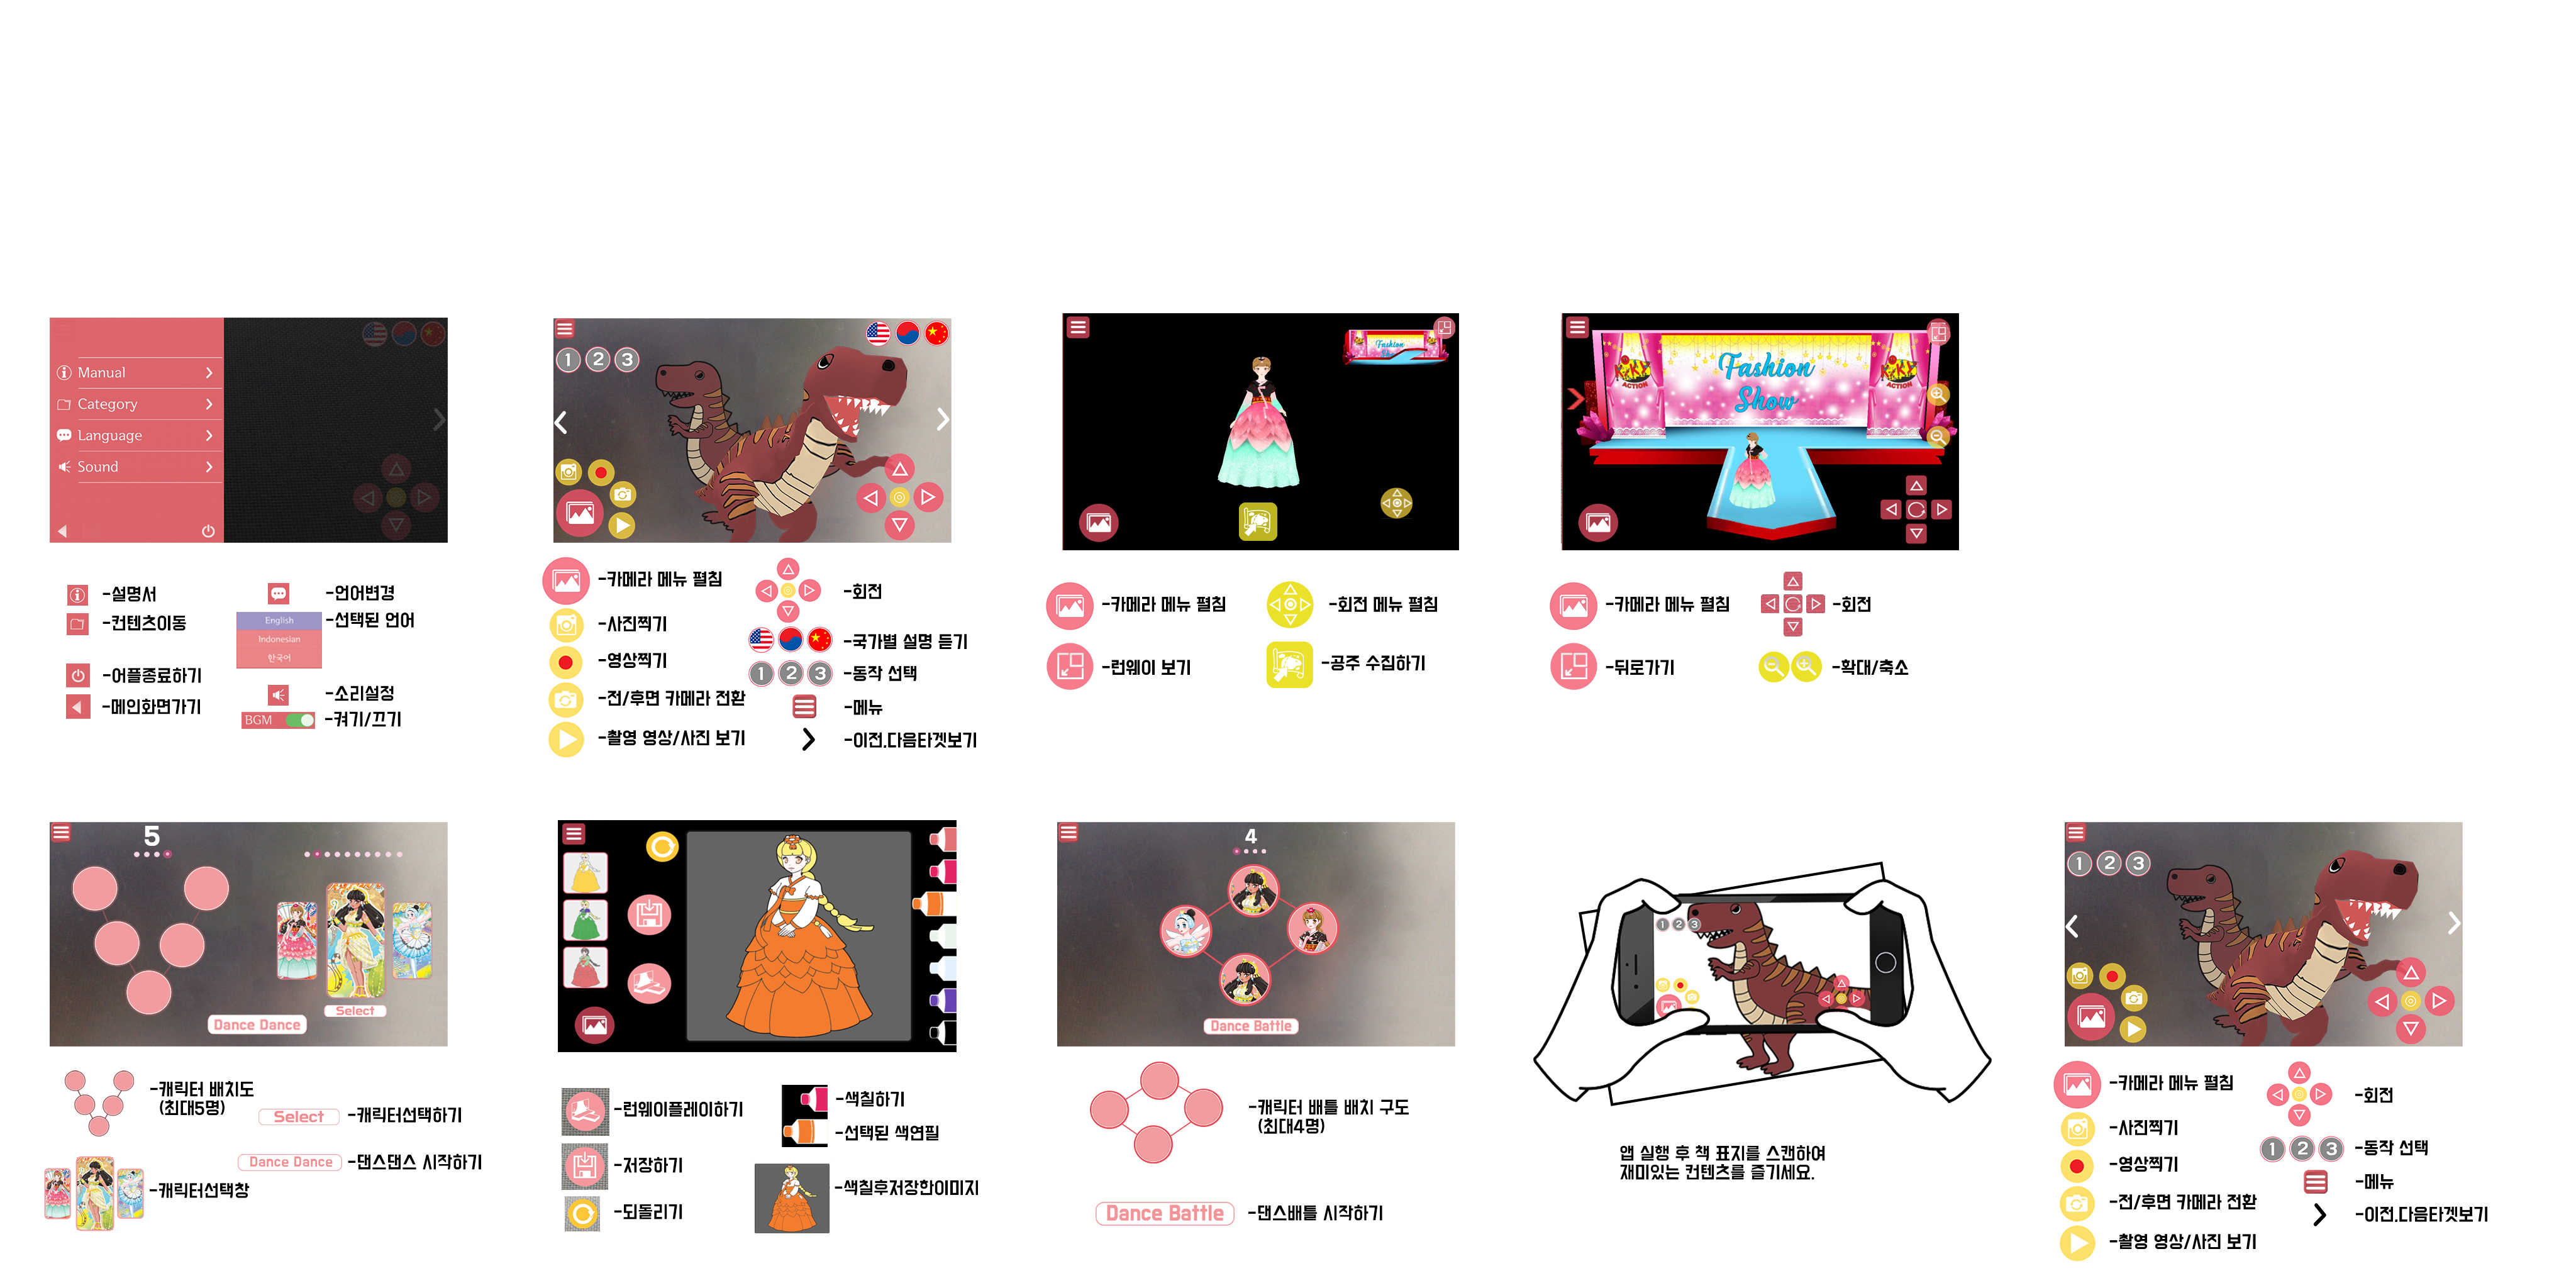 Manual
Category
Language
Sound
-설명서
-컨텐츠이동
-어플종료하기
-메인화면가기
-언어변경
English
-선택된 언어
Indonesian
한국어
-소리설정
BGM
-켜기/끄기
1 2 3
-카메라 메뉴 펼침
-사진찍기
-영상찍기
-전/후면 카메라 전환
-촬영 영상/사진 보기
-회전
-국가별 설명 듣기
1 2 3
-동작 선택
-메뉴
-이전.다음타겟보기
Fashion
-카메라 메뉴 펼침
-런웨이 보기
-회전 메뉴 펼침
-공주 수집하기
Fashion
Show
KiKY
ACTION
KiKY
ACTION
-카메라 메뉴 펼침
-뒤로가기
-회전
-확대/축소
5
Select
Dance Dance
-캐릭터 배치도
(최대5명)
Select
-캐릭터선택하기
Dance Dance
-댄스댄스 시작하기
-캐릭터선택창
-런웨이플레이하기
-저장하기
-되돌리기
-색칠하기
-선택된 색연필
-색칠후저장한이미지
4
Dance Battle
-캐릭터 배틀 배치 구도
(최대4명)
Dance Battle
-댄스배틀 시작하기
1 2 3
앱 실행 후 책 표지를 스캔하여
재미있는 컨텐츠를 즐기세요.
1 2 3
-카메라 메뉴 펼침
-사진찍기
-영상찍기
-전/후면 카메라 전환
-촬영 영상/사진 보기
-회전
1 2 3
-동작 선택
-메뉴
-이전.다음타겟보기